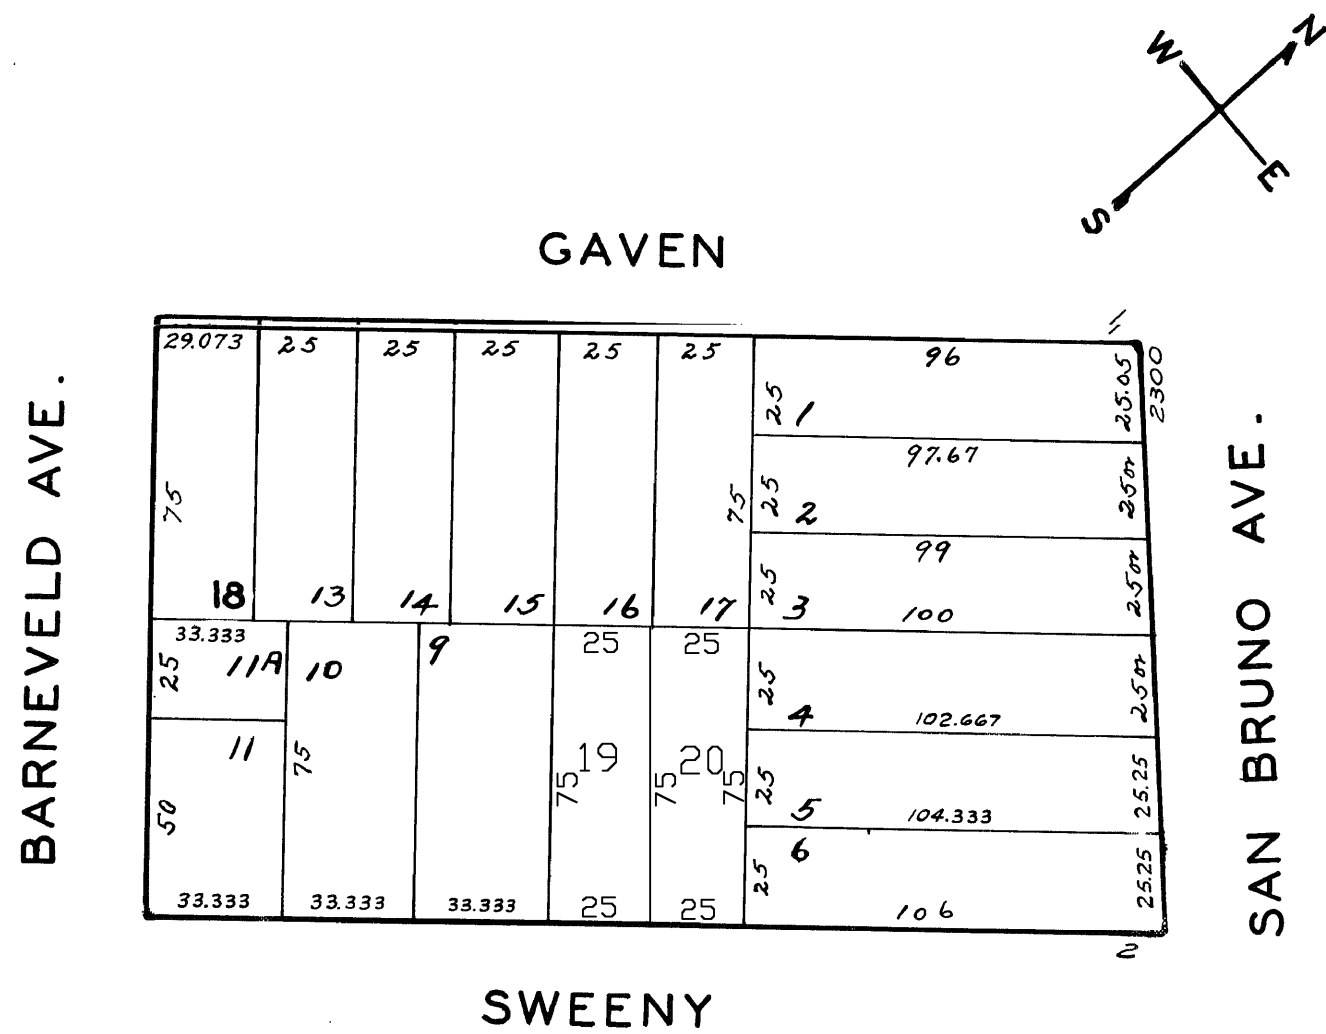 N
W
E
S
GAVEN
BARNEVELD AVE.
SAN BRUNO AVE.
SWEENY
1
29.073 25 25 25 25 25 96
25 1 25.05 2300
97.67
75 75 25 2 25 or
99
18 13 14 15 16 17 25 3 100 25 or
33.333 25 25
25 11A 10 9
25 4 102.667 25 or
11 75 19 20
50 75 75 75 25 5 104.333 25.25
6
25 25.25
33.333 33.333 33.333 25 25 106
2